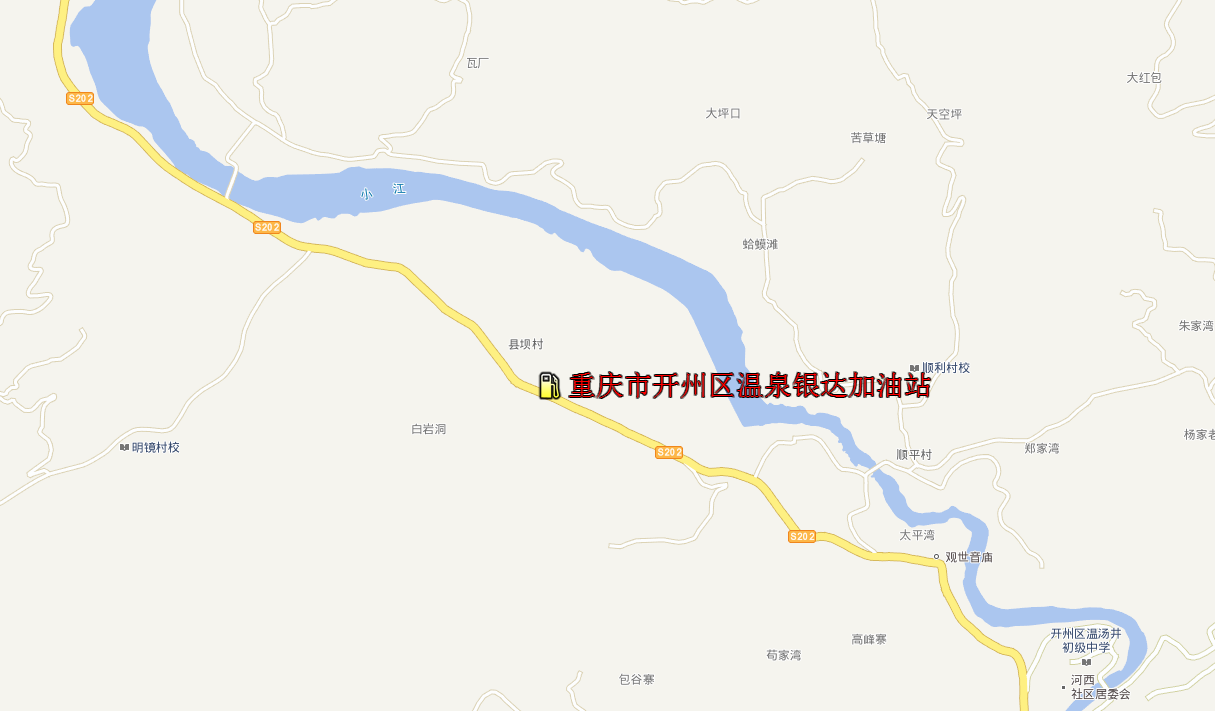 瓦厂
大红包
S202
大坪口
天空坪
苦草塘
小江
S202
蛤蟆滩
朱家湾
县坝村
顺利村校
重庆市开州区温泉银达加油站
白岩洞
杨家老
明镜村校
郑家湾
S202
顺平村
太平湾
S202
观世音庙
开州区温汤井
初级中学
高峰寨
荀家湾
包谷寨
河西
社区居委会